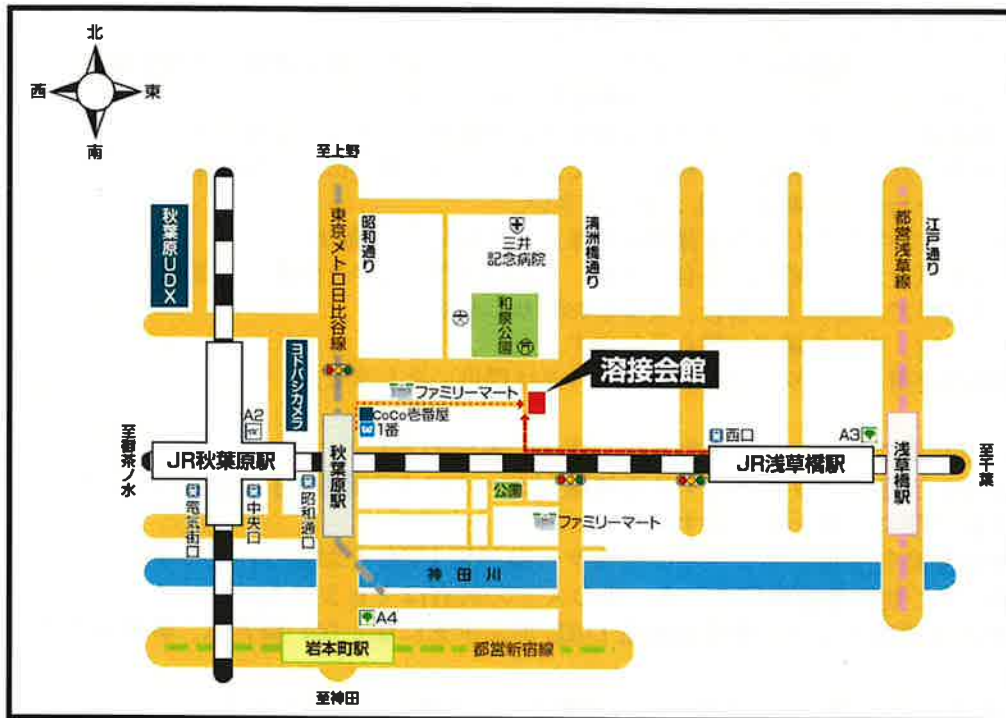 北
西
東
南
至上野
秋葉原UDX
東京メトロ日比谷線
昭和通り
三井
記念病院
清洲橋通り
都営浅草線
江戸通り
和泉公園
ヨドバシカメラ
溶接会館
ファミリーマート
CoCo壱番屋
1番
A2
西口
A3
至御茶ノ水
JR秋葉原駅
秋葉原駅
JR浅草橋駅
浅草橋駅
至千葉
電気街口
中央口
昭和通口
公園
ファミリーマート
神田川
A4
岩本町駅
都営新宿線
至神田